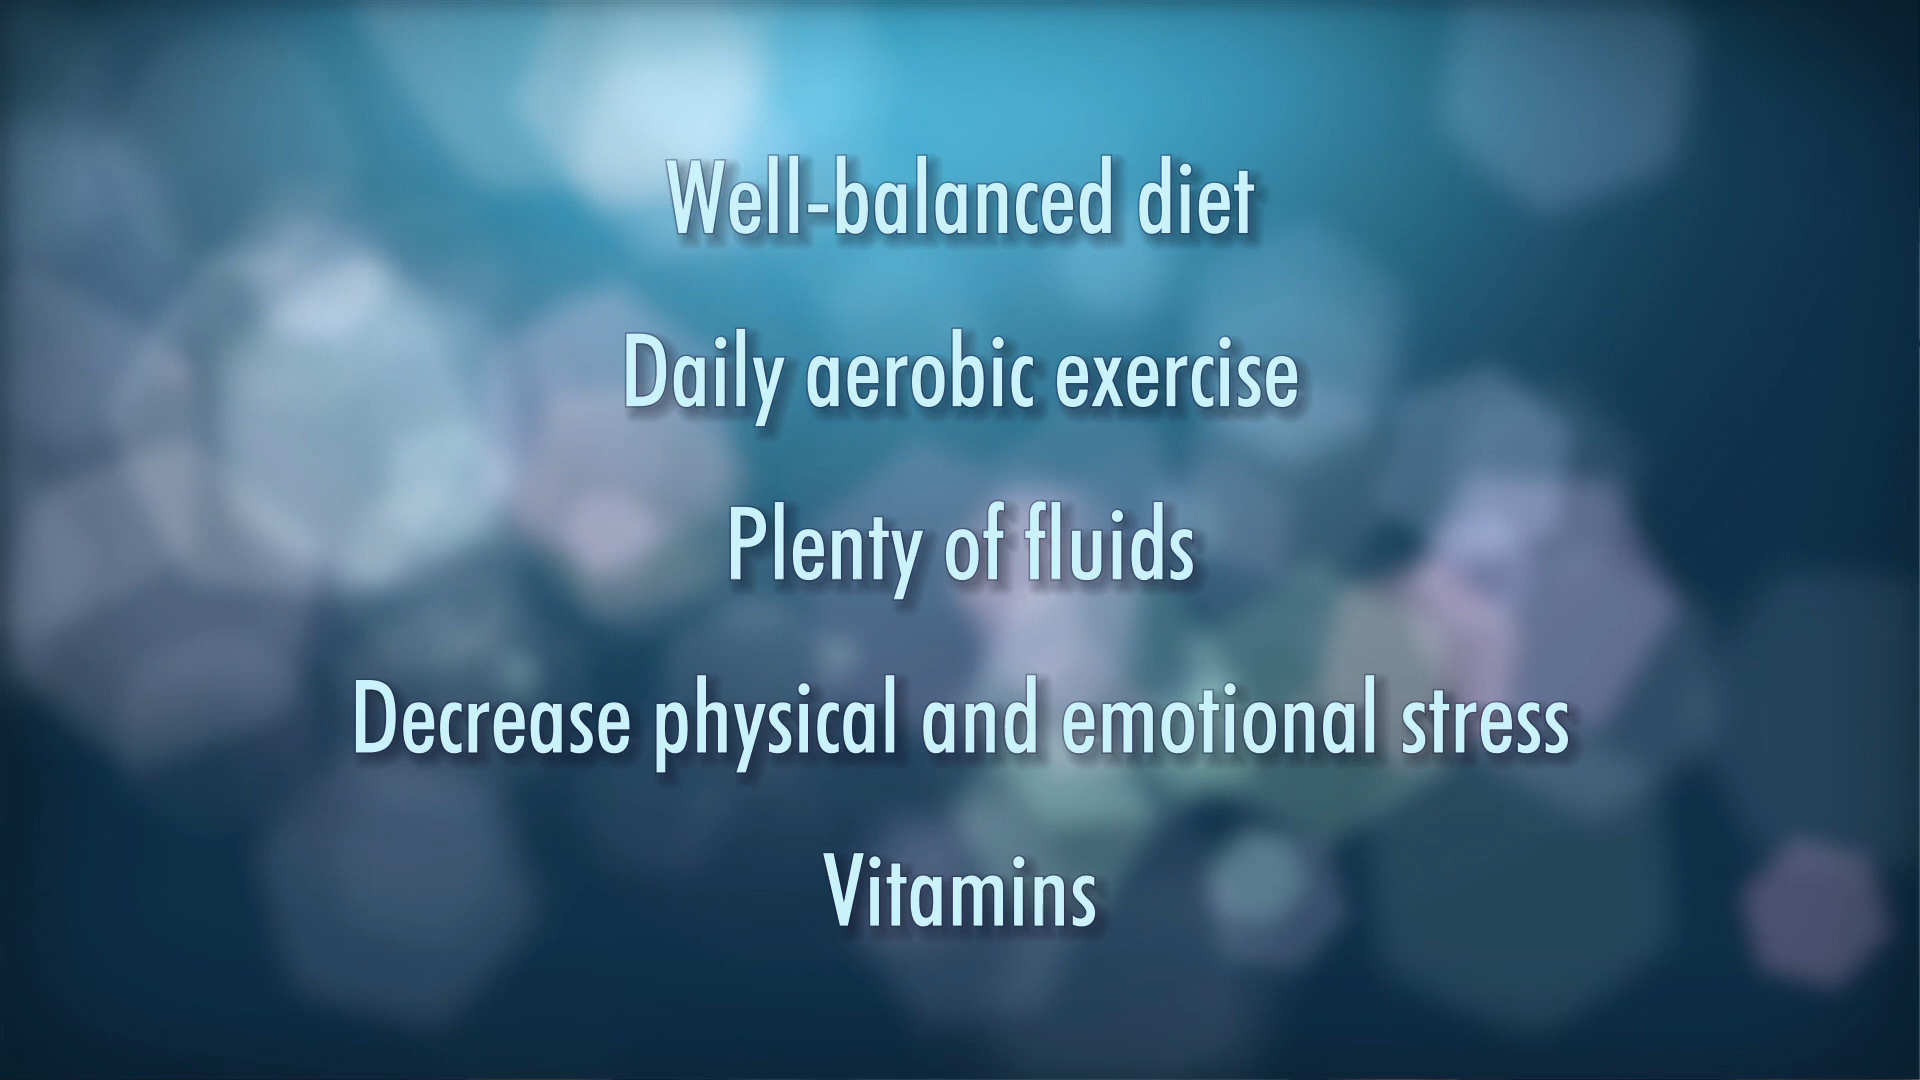 Well-balanced diet
Daily aerobic exercise
Plenty of fluids
Decrease physical and emotional stress
Vitamins